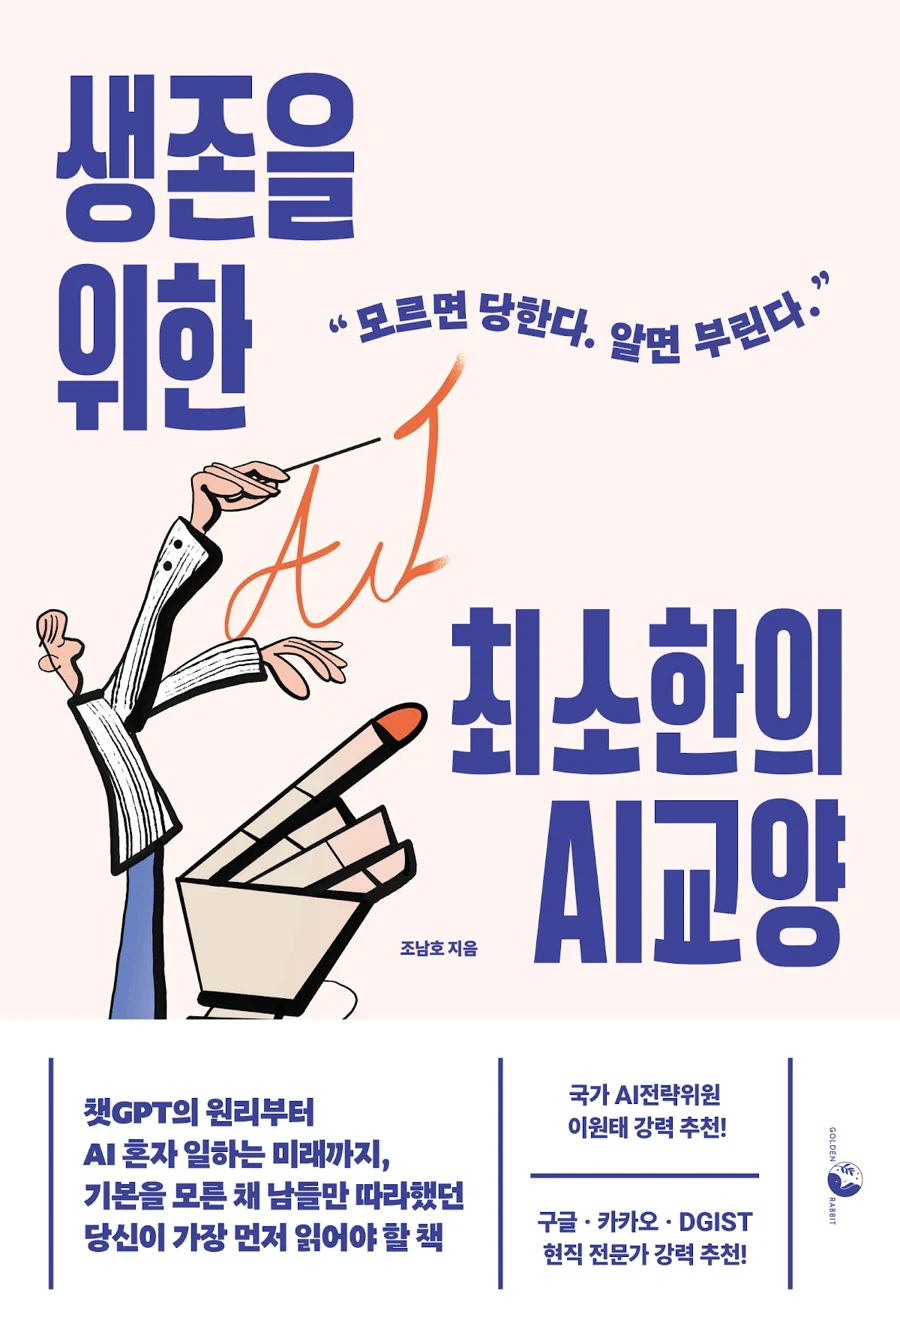 생존을
위한
“모르면 당한다. 알면 부린다.”
AI
최소한의
AI교양
조남호 지음
챗GPT의 원리부터
AI 혼자 일하는 미래까지,
기본을 모른 채 남들만 따라했던
당신이 가장 먼저 읽어야 할 책
국가 AI전략위원
이원태 강력 추천!
구글 · 카카오 · DGIST
현직 전문가 강력 추천!
GOLDEN RABBIT